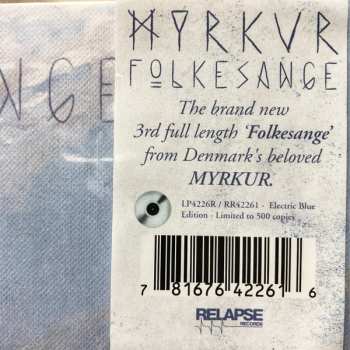 MYRKUR
FOLKESANGE
NGE
The brand new
3rd full length 'Folkesange'
from Denmark's beloved
MYRKUR.
LP4226R / RR42261 - Electric Blue
Edition - Limited to 500 copies
7 81676 42261 6
RELAPSE
RECORDS